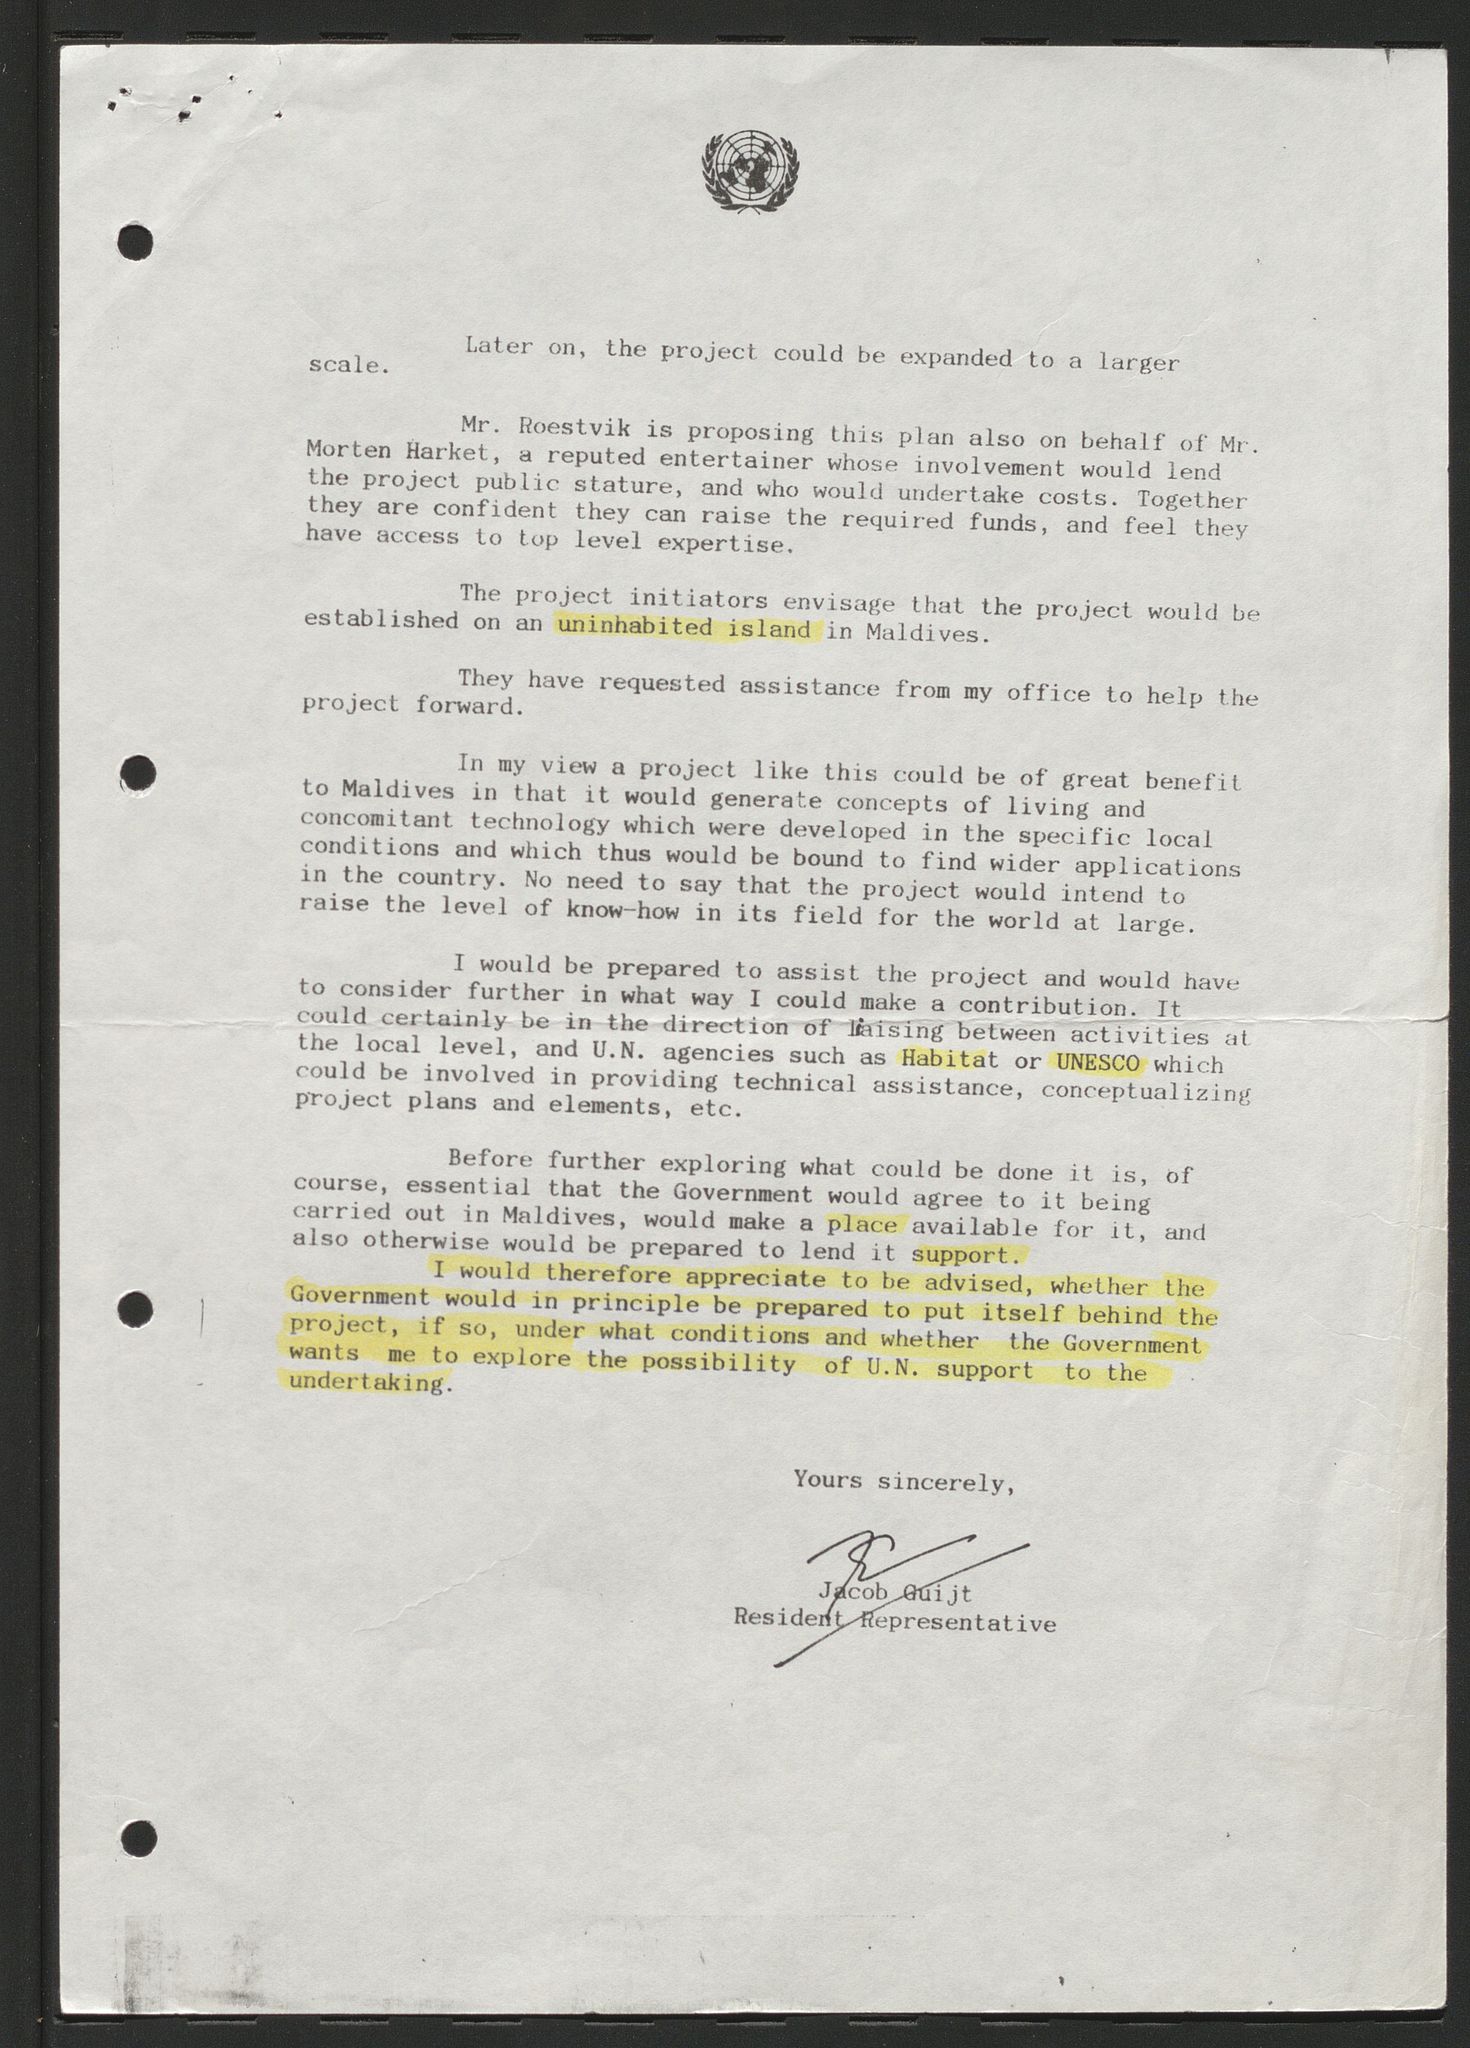 Later on, the project could be expanded to a larger
scale.
Mr. Roestvik is proposing this plan also on behalf of Mr.
Morten Harket, a reputed entertainer whose involvement would lend
the project public stature, and who would undertake costs. Together
they are confident they can raise the required funds, and feel they
have access to top level expertise.
The project initiators envisage that the project would be
established on an uninhabited island in Maldives.
They have requested assistance from my office to help the
project forward.
In my view a project like this could be of great benefit
to Maldives in that it would generate concepts of living and
concomitant technology which were developed in the specific local
conditions and which thus would be bound to find wider applications
in the country. No need to say that the project would intend to
raise the level of know-how in its field for the world at large.
I would be prepared to assist the project and would have
to consider further in what way I could make a contribution. It
could certainly be in the direction of liaising between activities at
the local level, and U.N. agencies such as Habitat or UNESCO which
could be involved in providing technical assistance, conceptualizing
project plans and elements, etc.
Before further exploring what could be done it is, of
course, essential that the Government would agree to it being
carried out in Maldives, would make a place available for it, and
also otherwise would be prepared to lend it support.
I would therefore appreciate to be advised, whether the
Government would in principle be prepared to put itself behind the
project, if so, under what conditions and whether the Government
wants me to explore the possibility of U.N. support to the
undertaking.
Yours sincerely,
Jacob Guijt
Resident Representative